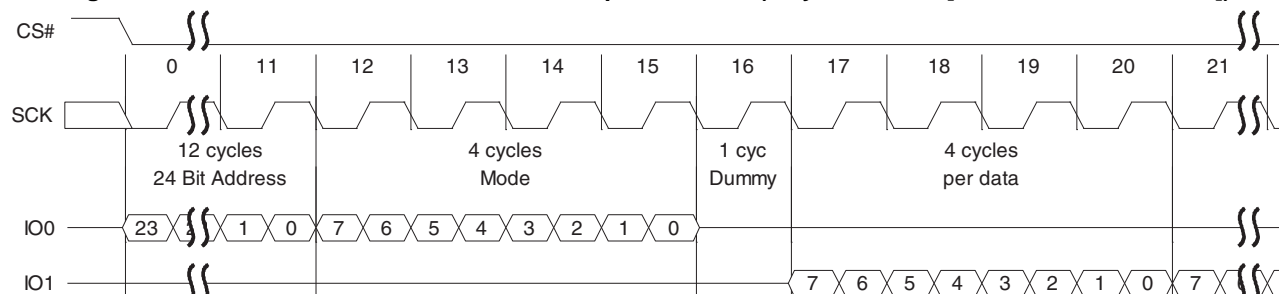 CS#
0 11 12 13 14 15 16 17 18 19 20 21
SCK
12 cycles 4 cycles 1 cyc 4 cycles
24 Bit Address Mode Dummy per data
IO0 23 1 0 7 6 5 4 3 2 1 0
IO1 7 6 5 4 3 2 1 0 7